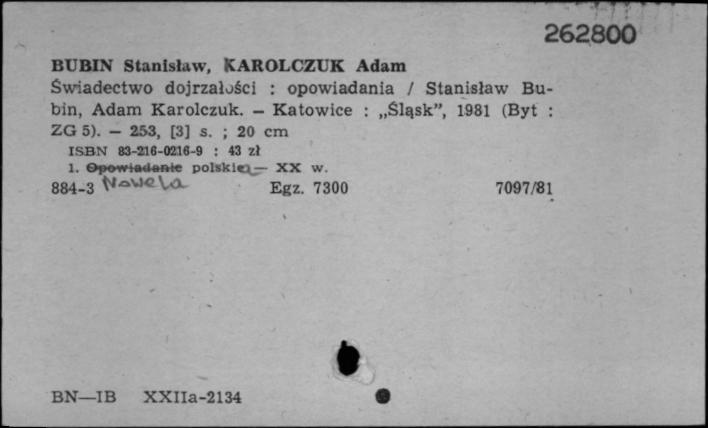 262800
BUBIN Stanisław, KAROLCZUK Adam
Świadectwo dojrzałości : opowiadania / Stanisław Bu-
bin, Adam Karolczuk. — Katowice : „Śląsk”, 1981 (Byt :
ZG 5). — 253, [3] s. ; 20 cm
ISBN 83-216-0216-9 : 43 zł
1. Opowiadanie polskie — XX w.
884-3 Nowela Egz. 7300 7097/81
BN—IB XXIIa-2134